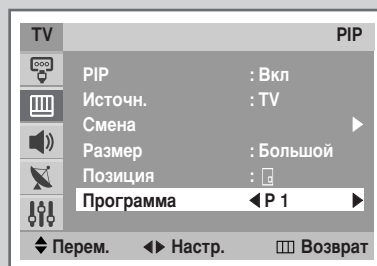 TV PIP
PIP : Вкл
Источн. : TV
Смена ▶
Размер : Большой
Позиция :
Программа ◀ P 1 ▶
Перем. Настр. Возврат